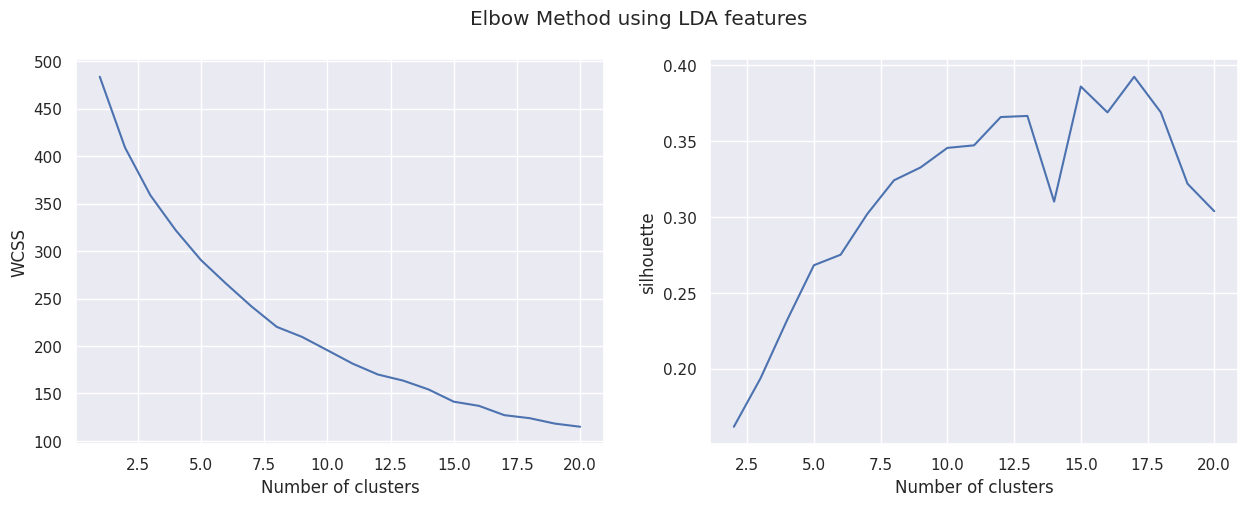 Elbow Method using LDA features
500
450
400
350
300
250
200
150
100
WCSS
2.5 5.0 7.5 10.0 12.5 15.0 17.5 20.0
Number of clusters
0.40
0.35
0.30
0.25
0.20
silhouette
2.5 5.0 7.5 10.0 12.5 15.0 17.5 20.0
Number of clusters